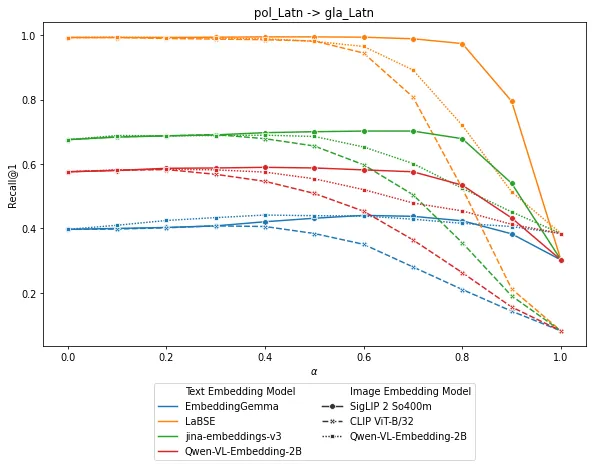 pol_Latn -> gla_Latn
Recall@1
1.0
0.8
0.6
0.4
0.2
0.0 0.2 0.4 0.6 0.8 1.0
α
Text Embedding Model
EmbeddingGemma
LaBSE
jina-embeddings-v3
Qwen-VL-Embedding-2B
Image Embedding Model
SigLIP 2 So400m
CLIP ViT-B/32
Qwen-VL-Embedding-2B